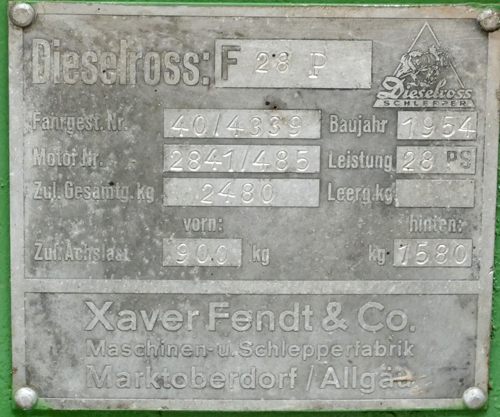 Dieselross: F 28 P
Dieselross
SCHLEPPER
Fahrgest. Nr. 40/4339 Baujahr 1954
Motor Nr. 2841/485 Leistung 28 PS
Zul. Gesamtg. kg 2480 Leerg. kg
vorn: hinten:
Zul. Achslast 900 kg kg 1580
Xaver Fendt & Co.
Maschinen- u. Schlepperfabrik
Marktoberdorf / Allgäu